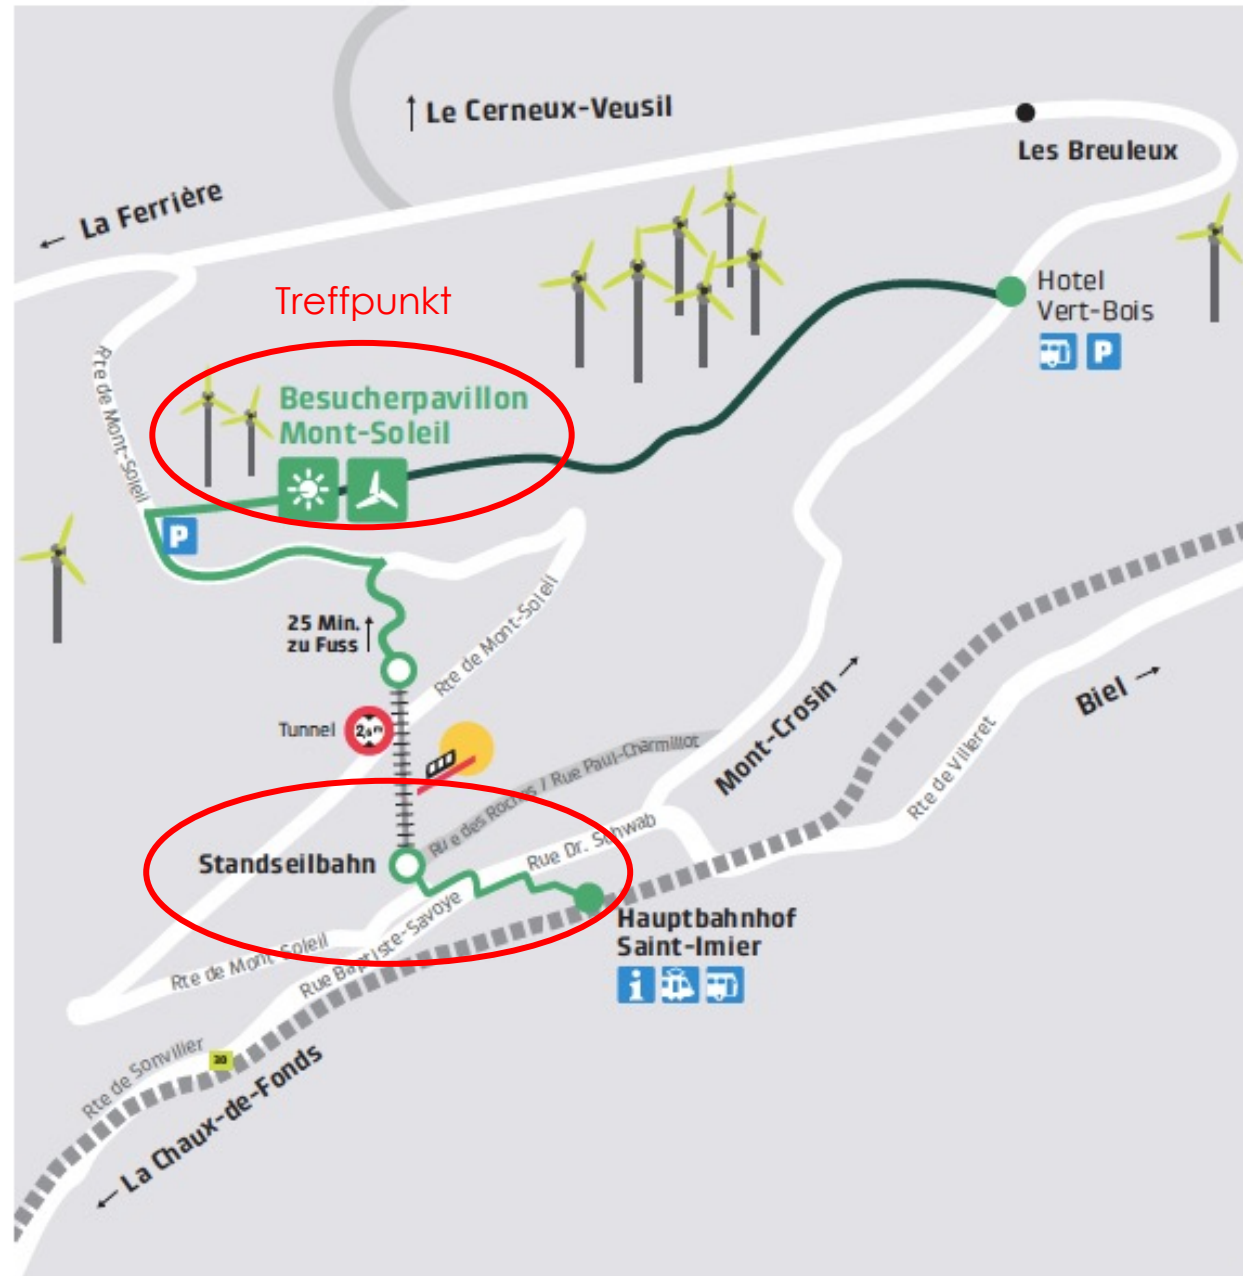 Le Cerneux-Veusil
Les Breuleux
La Ferrière
Hotel
Vert-Bois
P
Treffpunkt
Rte de Mont-Soleil
Besucherpavillon
Mont-Soleil
P
25 Min.
zu Fuss
Rte de Mont-Soleil
Tunnel
Mont-Crosin
Biel
Rte de Villeret
Rue des Roches / Rue Paul-Charmillot
Standseilbahn
Rue Dr. Schwab
Hauptbahnhof
Saint-Imier
i
Rte de Mont-Soleil
Rue Baptiste-Savoye
Rte de Sonvilier
30
La Chaux-de-Fonds